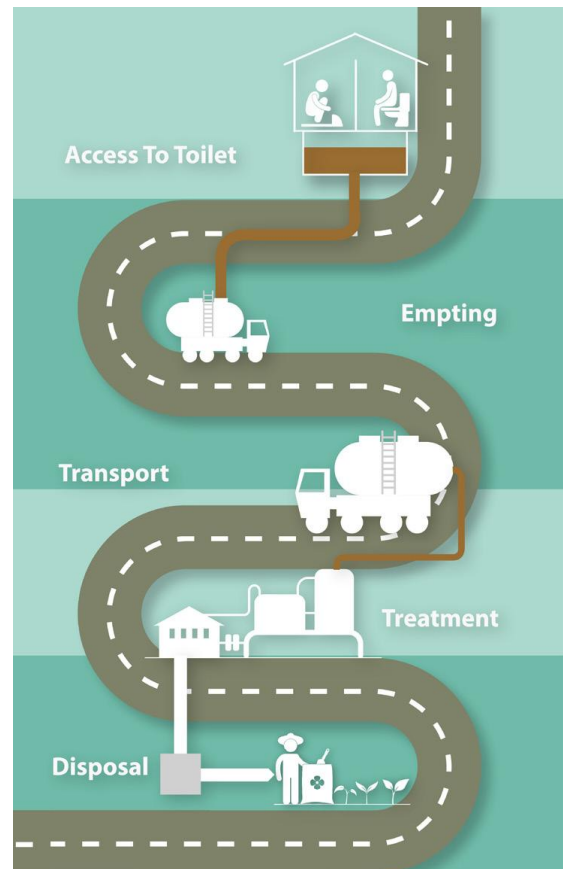 Access To Toilet
Empting
Transport
Treatment
Disposal